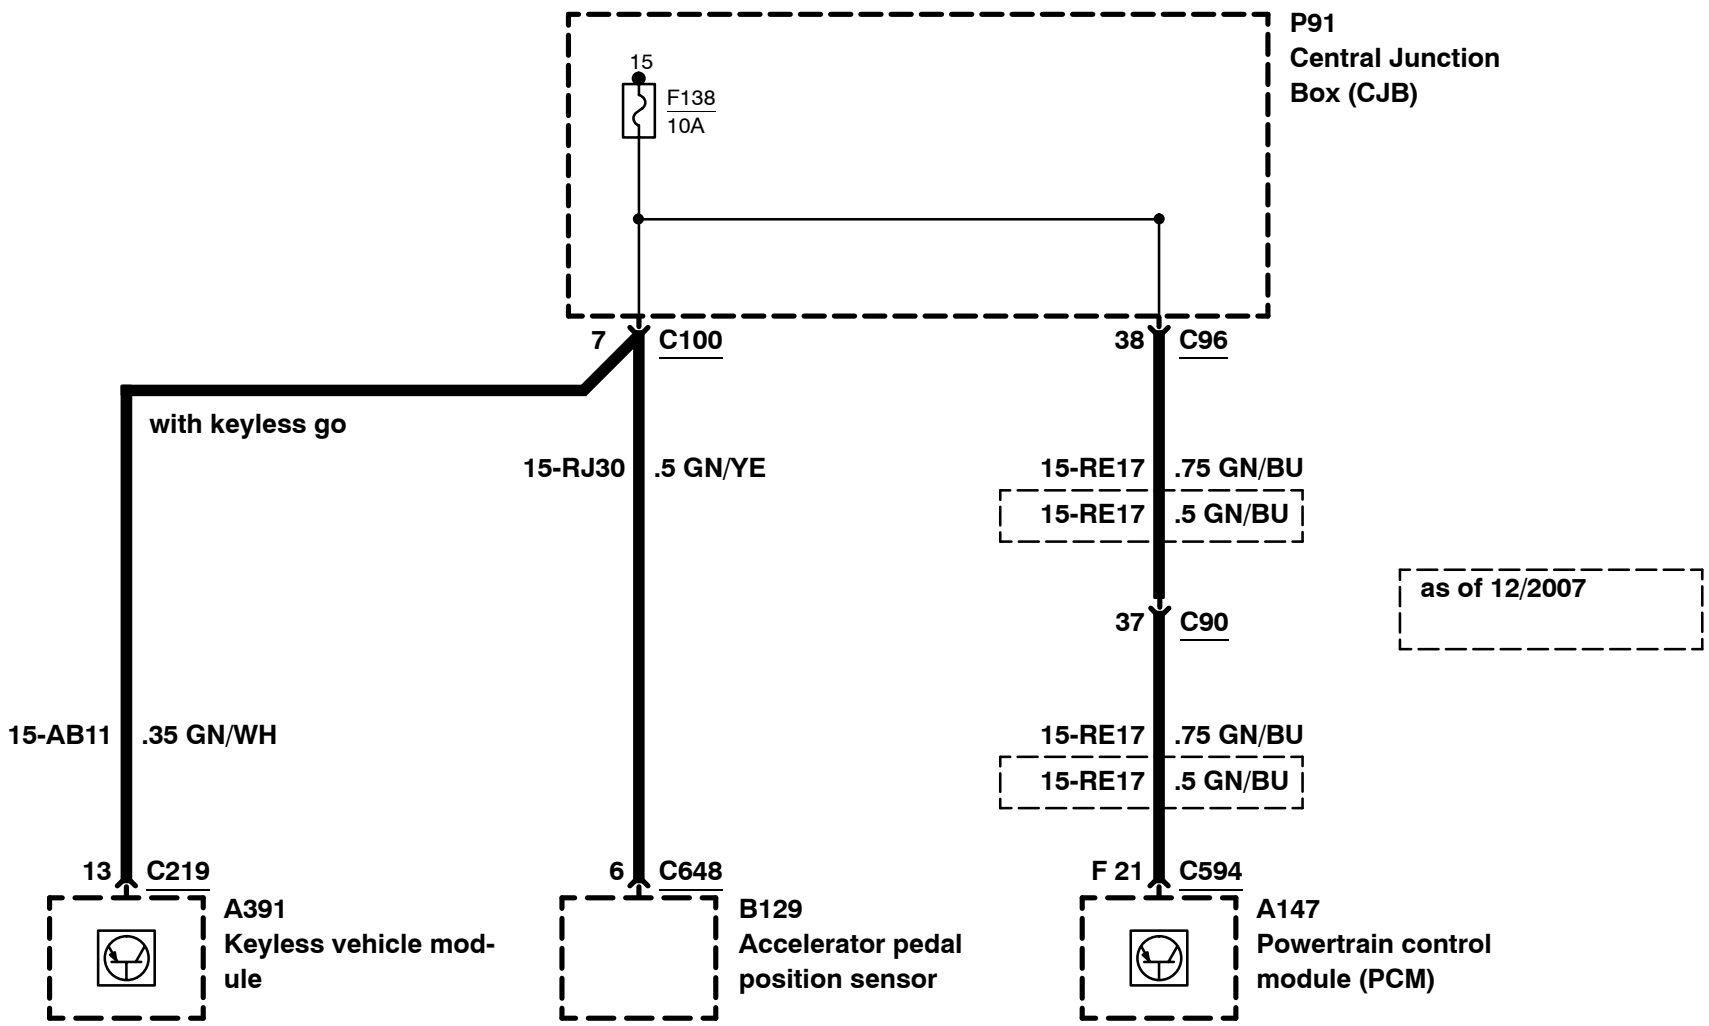 P91
Central Junction
Box (CJB)
15
F138
10A
7 C100
38 C96
with keyless go
15-RJ30 .5 GN/YE
15-RE17 .75 GN/BU
15-RE17 .5 GN/BU
as of 12/2007
37 C90
15-AB11 .35 GN/WH
15-RE17 .75 GN/BU
15-RE17 .5 GN/BU
13 C219
6 C648
F 21 C594
A391
Keyless vehicle mod-
ule
B129
Accelerator pedal
position sensor
A147
Powertrain control
module (PCM)